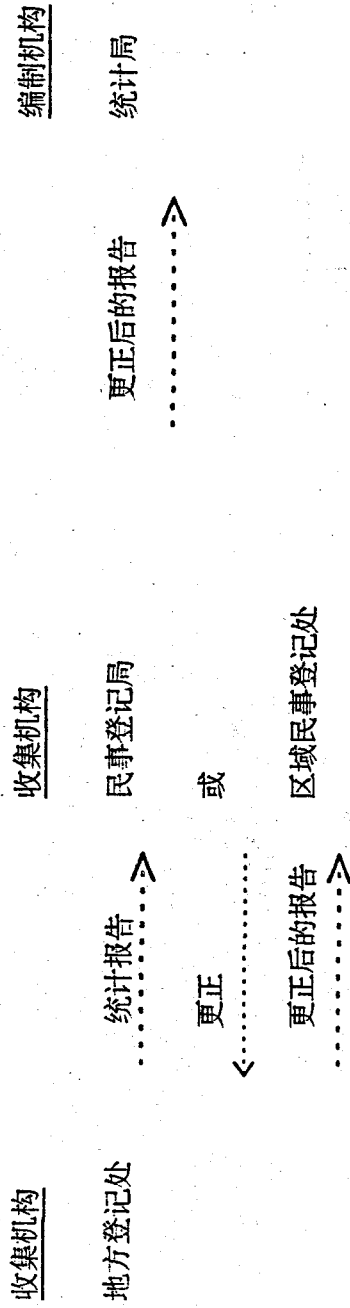 收集机构
收集机构
编制机构
地方登记处
统计报告
民事登记局
更正后的报告
统计局
更正
或
更正后的报告
区域民事登记处